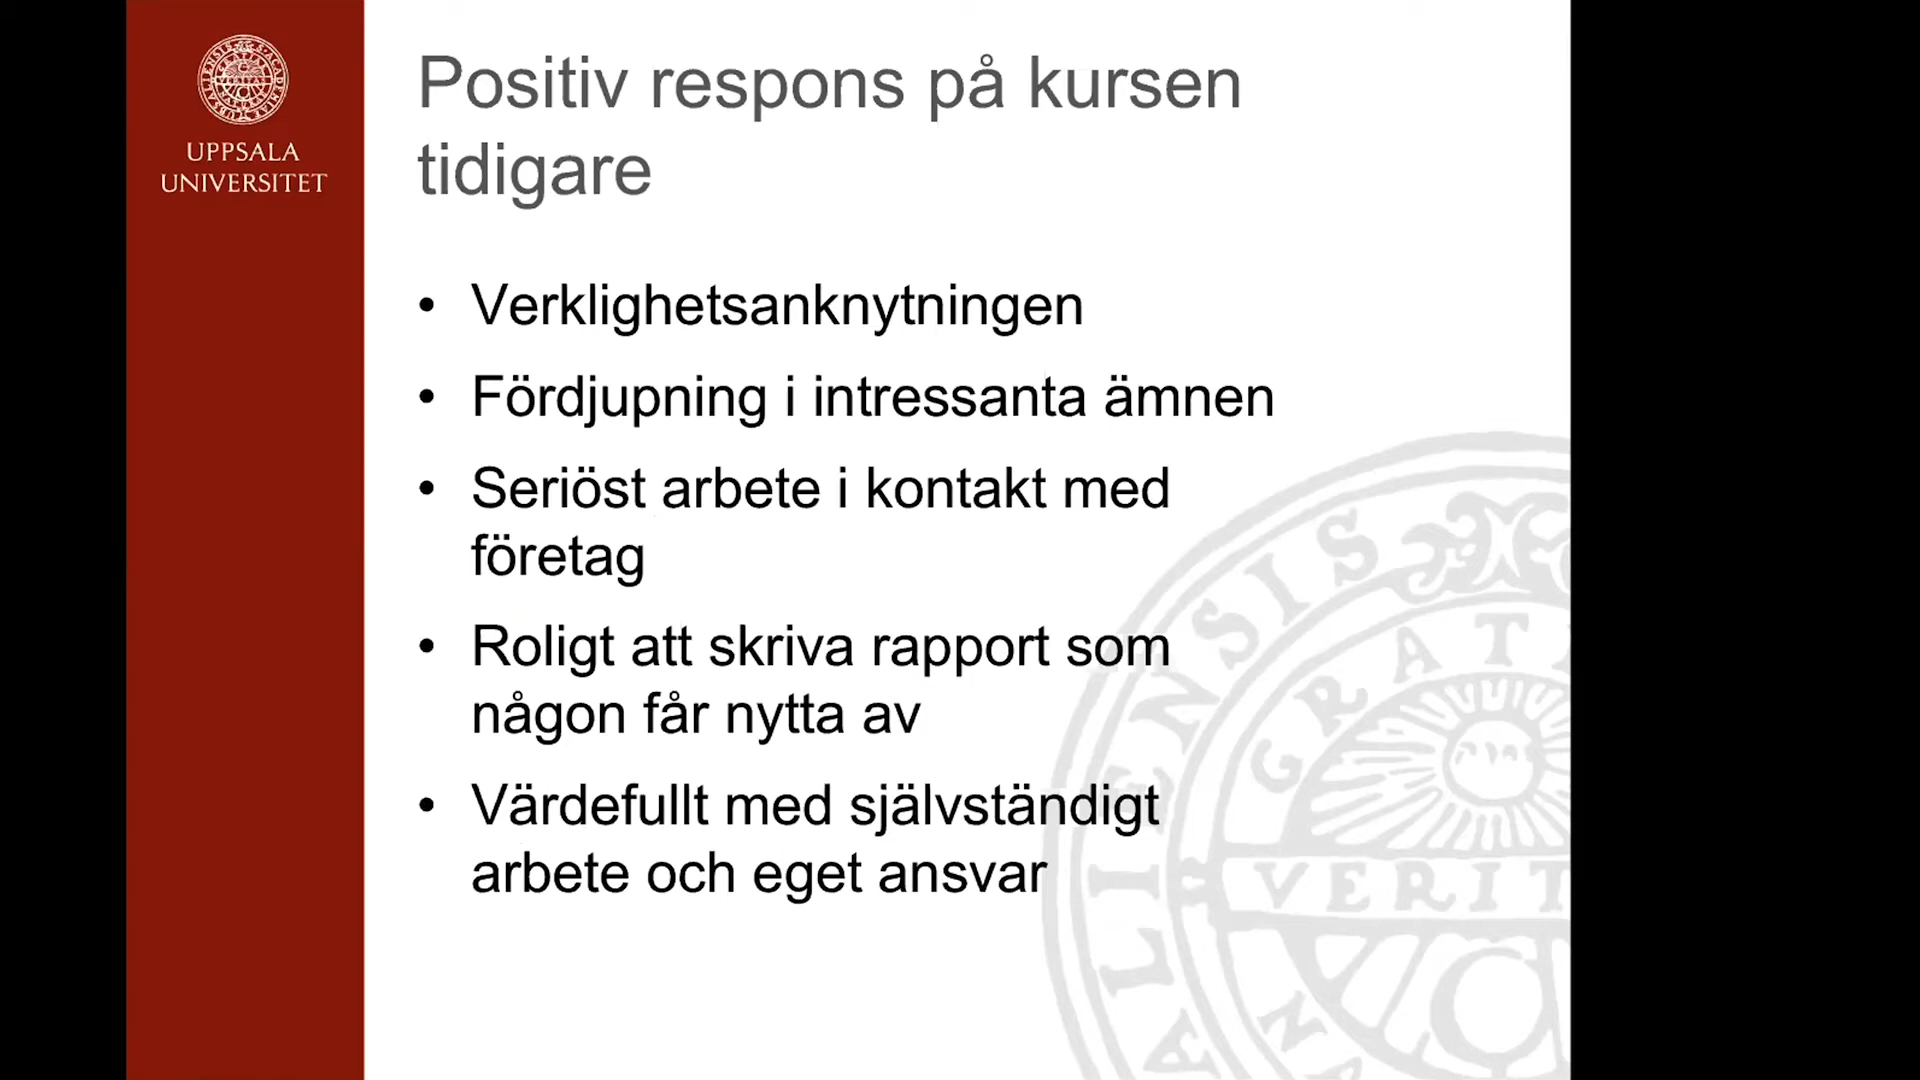 UPPSALA
UNIVERSITET
Positiv respons på kursen
tidigare
• Verklighetsanknytningen
• Fördjupning i intressanta ämnen
• Seriöst arbete i kontakt med
företag
• Roligt att skriva rapport som
någon får nytta av
• Värdefullt med självständigt
arbete och eget ansvar